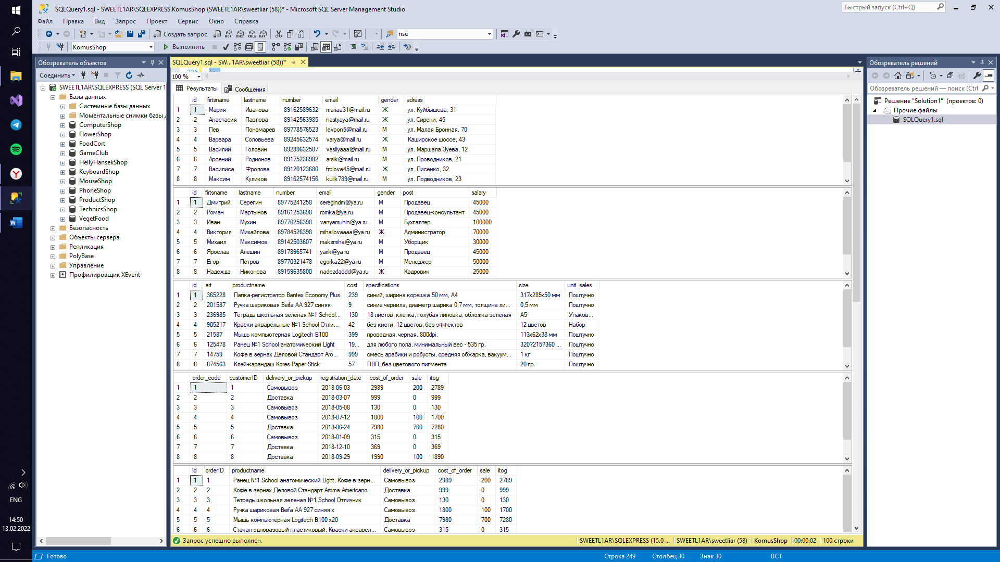 SQLQuery1.sql - SWEETL1AR\SQLEXPRESS.KomusShop (SWEETL1AR\sweetliar (58))* - Microsoft SQL Server Management Studio
Быстрый запуск (Ctrl+Q)
Файл Правка Вид Запрос Проект Сервис Окно Справка
Создать запрос MDX DMX XMLA DAX nse
KomusShop Выполнить
Обозреватель объектов
Соединить
SWEETL1AR\SQLEXPRESS (SQL Server 1
Базы данных
Системные базы данных
Моментальные снимки базы
ComputerShop
FlowerShop
FoodCort
GameClub
HellyHansekShop
KeyboardShop
MouseShop
PhoneShop
ProductShop
TechnicsShop
VegetFood
Безопасность
Объекты сервера
Репликация
PolyBase
Управление
Профилировщик XEvent
SQLQuery1.sql - SW...1AR\sweetliar (58))*
100 %
Результаты Сообщения
id firtsname lastname number email gender adress
1 1 Мария Иванова 89162589632 mariaa31@mail.ru Ж ул. Куйбышева, 31
2 2 Анастасия Павлова 89142563985 nastyaya@mail.ru Ж ул. Сирени, 45
3 3 Лев Пономарев 89778576523 levpon5@mail.ru М ул. Малая Бронная, 70
4 4 Варвара Соловьева 89245632574 varya@mail.ru Ж Каширское шоссе, 43
5 5 Василий Головин 89289632587 vasilyaaa@mail.ru М ул. Маршала Зуева, 12
6 6 Арсений Родионов 89175236982 arsik@mail.ru М ул. Проводников, 21
7 7 Василиса Фролова 89120123680 frolova45@mail.ru Ж ул. Лисенко, 32
8 8 Максим Куликов 89162574156 kulik789@mail.ru М ул. Подводников, 23
id firtsname lastname number email gender post salary
1 1 Дмитрий Серегин 89775241258 seregindm@ya.ru М Продавец 45000
2 2 Роман Мартынов 89161253698 romka@ya.ru М Продавец-консультант 45000
3 3 Иван Мухин 89770256398 vanyamuhin@ya.ru М Бухгалтер 100000
4 4 Виктория Михайлова 89784526398 mihailovaaaa@ya.ru Ж Администратор 70000
5 5 Михаил Максимов 89142503607 maksmiha@ya.ru М Уборщик 30000
6 6 Ярослав Алешин 89178965741 yarik@ya.ru М Продавец 45000
7 7 Егор Петров 89770321478 egorka22@ya.ru М Менеджер 50000
8 8 Надежда Никонова 89159635800 nadezdaddd@ya.ru Ж Кадровик 25000
id art productname cost specifications size unit_sales
1 1 365228 Папка-регистратор Bantex Economy Plus 239 синий, ширина корешка 50 мм, А4 317x285x50 мм Поштучно
2 2 201587 Ручка шариковая Beifa AA 927 синяя 9 синие чернила, диаметр шарика 0,7 мм, толщина ли... 0,5 мм Поштучно
3 3 236985 Тетрадь школьная зеленая №1 School... 130 18 листов, клетка, голубая линовка, обложка зеленая А5 Упаков...
4 4 905217 Краски акварельные №1 School Отли... 42 без кисти, 12 цветов, без эффектов 12 цветов Набор
5 5 21587 Мышь компьютерная Logitech B100 399 проводная, черная, 800dpi, 113x62x38 мм Поштучно
6 6 125478 Ранец №1 School анатомический Light 19... для любого пола, минимальный вес - 535 гр. 320?215?360 ... Поштучно
7 7 14759 Кофе в зернах Деловой Стандарт Aro... 999 смесь арабики и робусты, средняя обжарка, вакуум... 1 кг Поштучно
8 8 874563 Клей-карандаш Kores Paper Stick 57 ПВП, без цветового пигмента 20 гр. Поштучно
order_code customerID delivery_or_pickup registration_date cost_of_order sale itog
1 1 1 Самовывоз 2018-06-03 2989 200 2789
2 2 2 Доставка 2018-03-07 999 0 999
3 3 3 Самовывоз 2018-05-08 130 0 130
4 4 4 Самовывоз 2018-07-12 1800 100 1700
5 5 5 Доставка 2018-06-24 7980 700 7280
6 6 6 Самовывоз 2018-01-09 315 0 315
7 7 7 Доставка 2018-12-10 369 0 369
8 8 8 Доставка 2018-09-29 1990 100 1890
id orderID productname delivery_or_pickup cost_of_order sale itog
1 1 1 Ранец №1 School анатомический Light, Кофе в зерн... Самовывоз 2989 200 2789
2 2 2 Кофе в зернах Деловой Стандарт Aroma Americano Доставка 999 0 999
3 3 3 Тетрадь школьная зеленая №1 School Отличник Самовывоз 130 0 130
4 4 4 Ручка шариковая Beifa AA 927 синяя x Самовывоз 1800 100 1700
5 5 5 Мышь компьютерная Logitech B100 x20 Доставка 7980 700 7280
6 6 6 Стакан одноразовый пластиковый, Краски акварел... Самовывоз 315 0 315
Запрос успешно выполнен. SWEETL1AR\SQLEXPRESS (15.0 ... SWEETL1AR\sweetliar (58) KomusShop 00:00:02 100 строки
Обозреватель решений
Обозреватель решений — поиск (Ctrl
Решение "Solution1" (проектов: 0)
Прочие файлы
SQLQuery1.sql
Готово Строка 249 Столбец 30 Знак 30 ВСТ
ENG
14:50
13.02.2022